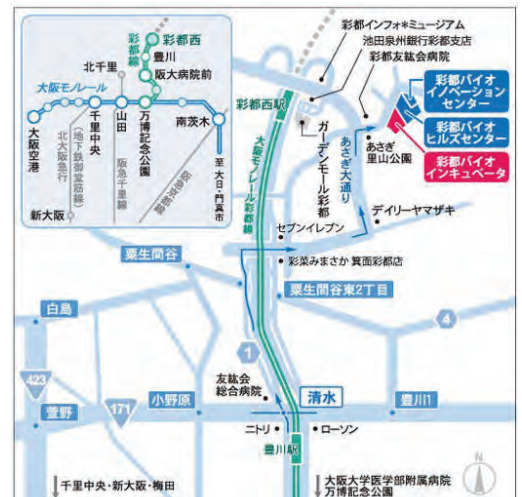 彩都西
彩都線
豊川
阪大病院前
北千里
大阪モノレール
大阪空港
千里中央
山田
万博記念公園
南茨木
至 大日・門真市
北大阪急行
(地下鉄御堂筋線)
阪急千里線
阪急京都線
新大阪
彩都インフォ*ミュージアム
池田泉州銀行彩都支店
彩都友紘会病院
彩都西駅
ガーデンモール彩都
あさぎ大通り
あさぎ
里山公園
彩都バイオ
イノベーション
センター
彩都バイオ
ヒルズセンター
彩都バイオ
インキュベータ
大阪モノレール彩都線
デイリーヤマザキ
セブンイレブン
彩菜みまさか 箕面彩都店
粟生間谷
粟生間谷東2丁目
白島
4
1
423
171
友紘会
総合病院
清水
萱野
小野原
豊川1
ニトリ
ローソン
豊川駅
N
千里中央・新大阪・梅田
大阪大学医学部附属病院
万博記念公園